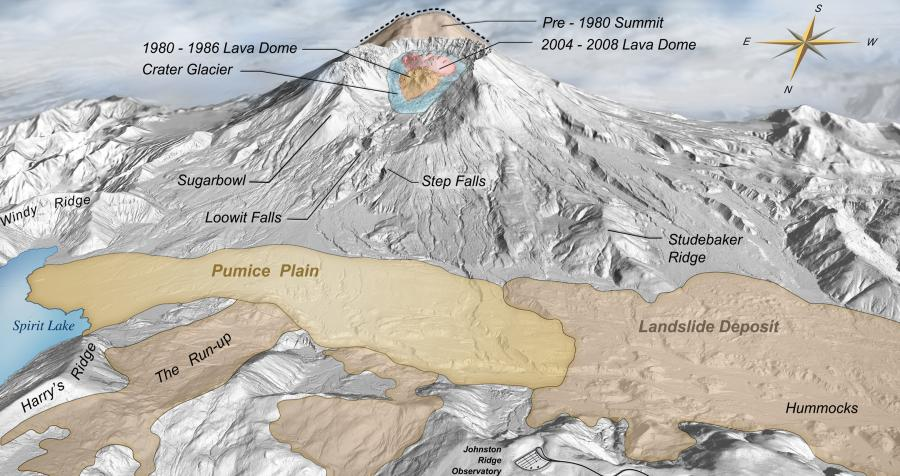 S
Pre - 1980 Summit
E
W
1980 - 1986 Lava Dome
2004 - 2008 Lava Dome
Crater Glacier
N
Sugarbowl
Step Falls
Windy Ridge
Loowit Falls
Studebaker
Ridge
Pumice Plain
Spirit Lake
Landslide Deposit
The Run-up
Harry's Ridge
Hummocks
Johnston
Ridge
Observatory